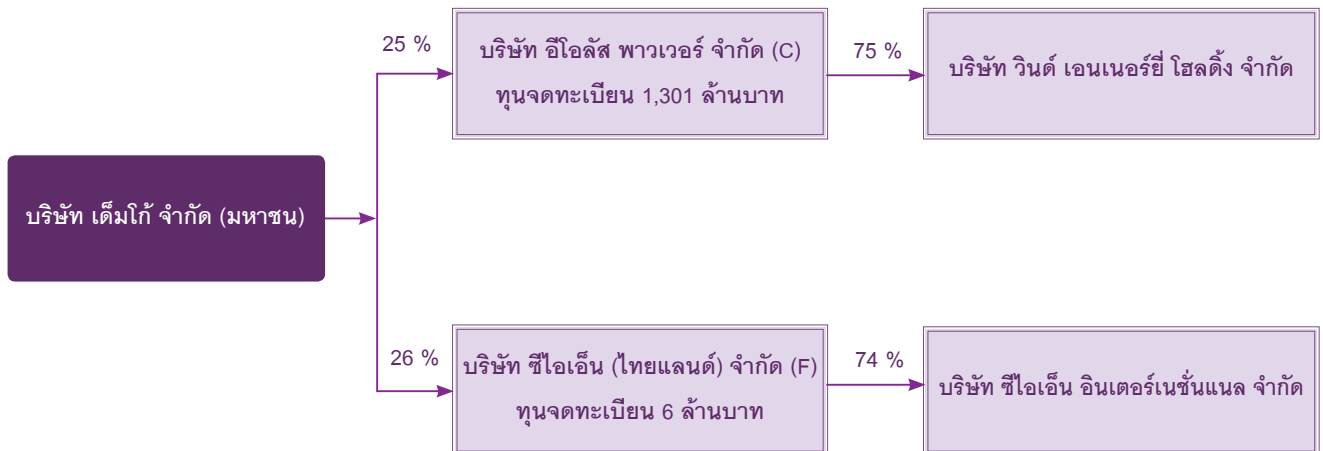 25 %
บริษัท อีโอลัส พาวเวอร์ จำกัด (C)
ทุนจดทะเบียน 1,301 ล้านบาท
75 %
บริษัท วินด์ เอนเนอร์ยี่ โฮลดิ้ง จำกัด
บริษัท เด็มโก้ จำกัด (มหาชน)
26 %
บริษัท ซีไอเอ็น (ไทยแลนด์) จำกัด (F)
ทุนจดทะเบียน 6 ล้านบาท
74 %
บริษัท ซีไอเอ็น อินเตอร์เนชั่นแนล จำกัด